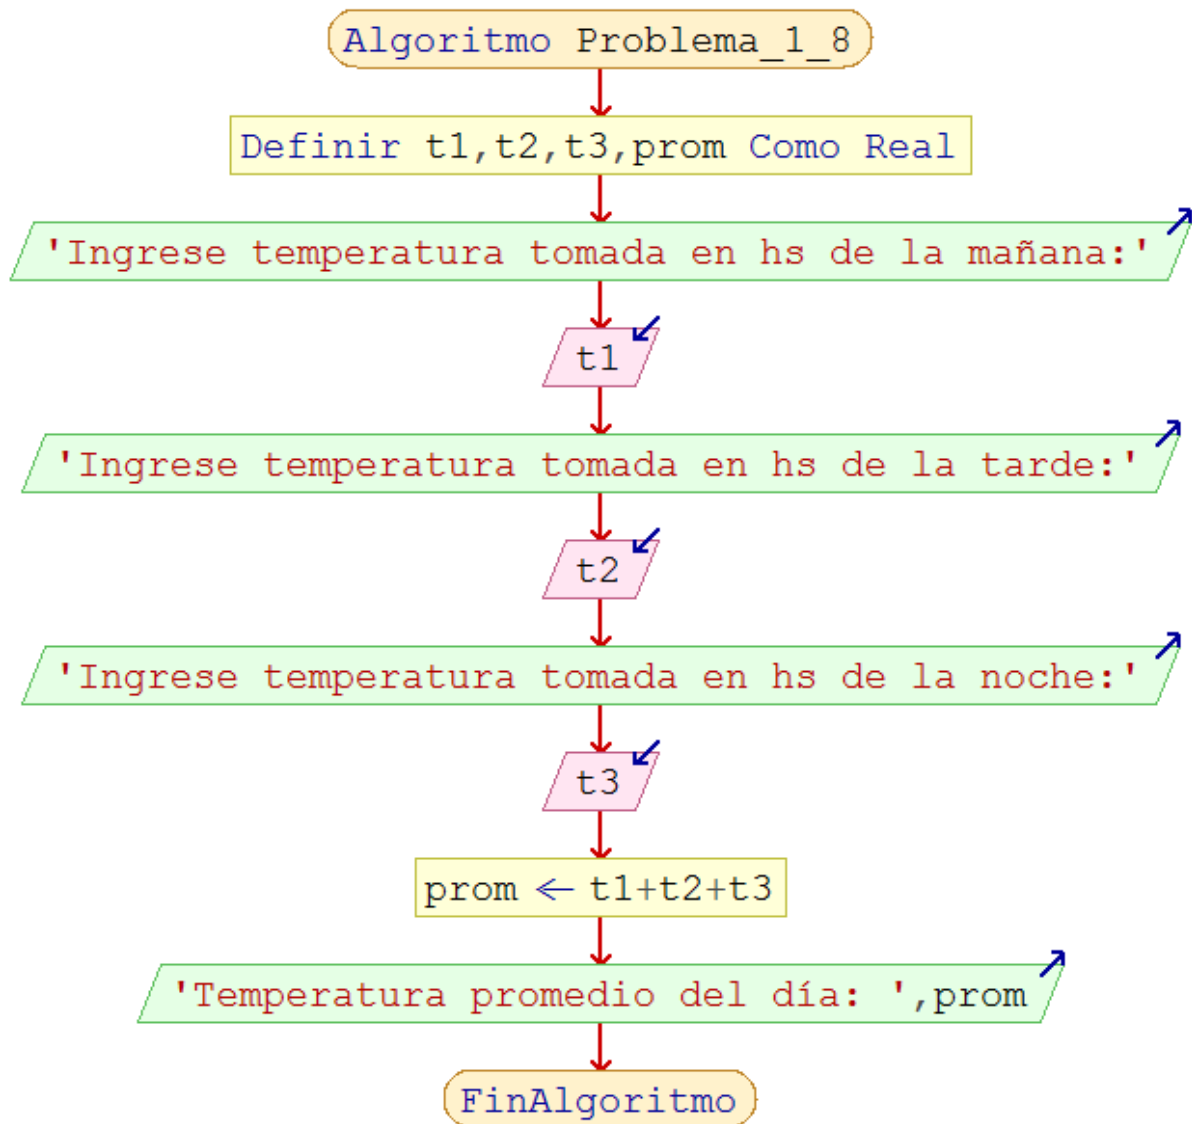 Algoritmo Problema_1_8
Definir t1,t2,t3,prom Como Real
'Ingrese temperatura tomada en hs de la mañana:'
t1
'Ingrese temperatura tomada en hs de la tarde:'
t2
'Ingrese temperatura tomada en hs de la noche:'
t3
prom ← t1+t2+t3
'Temperatura promedio del día: ',prom
FinAlgoritmo